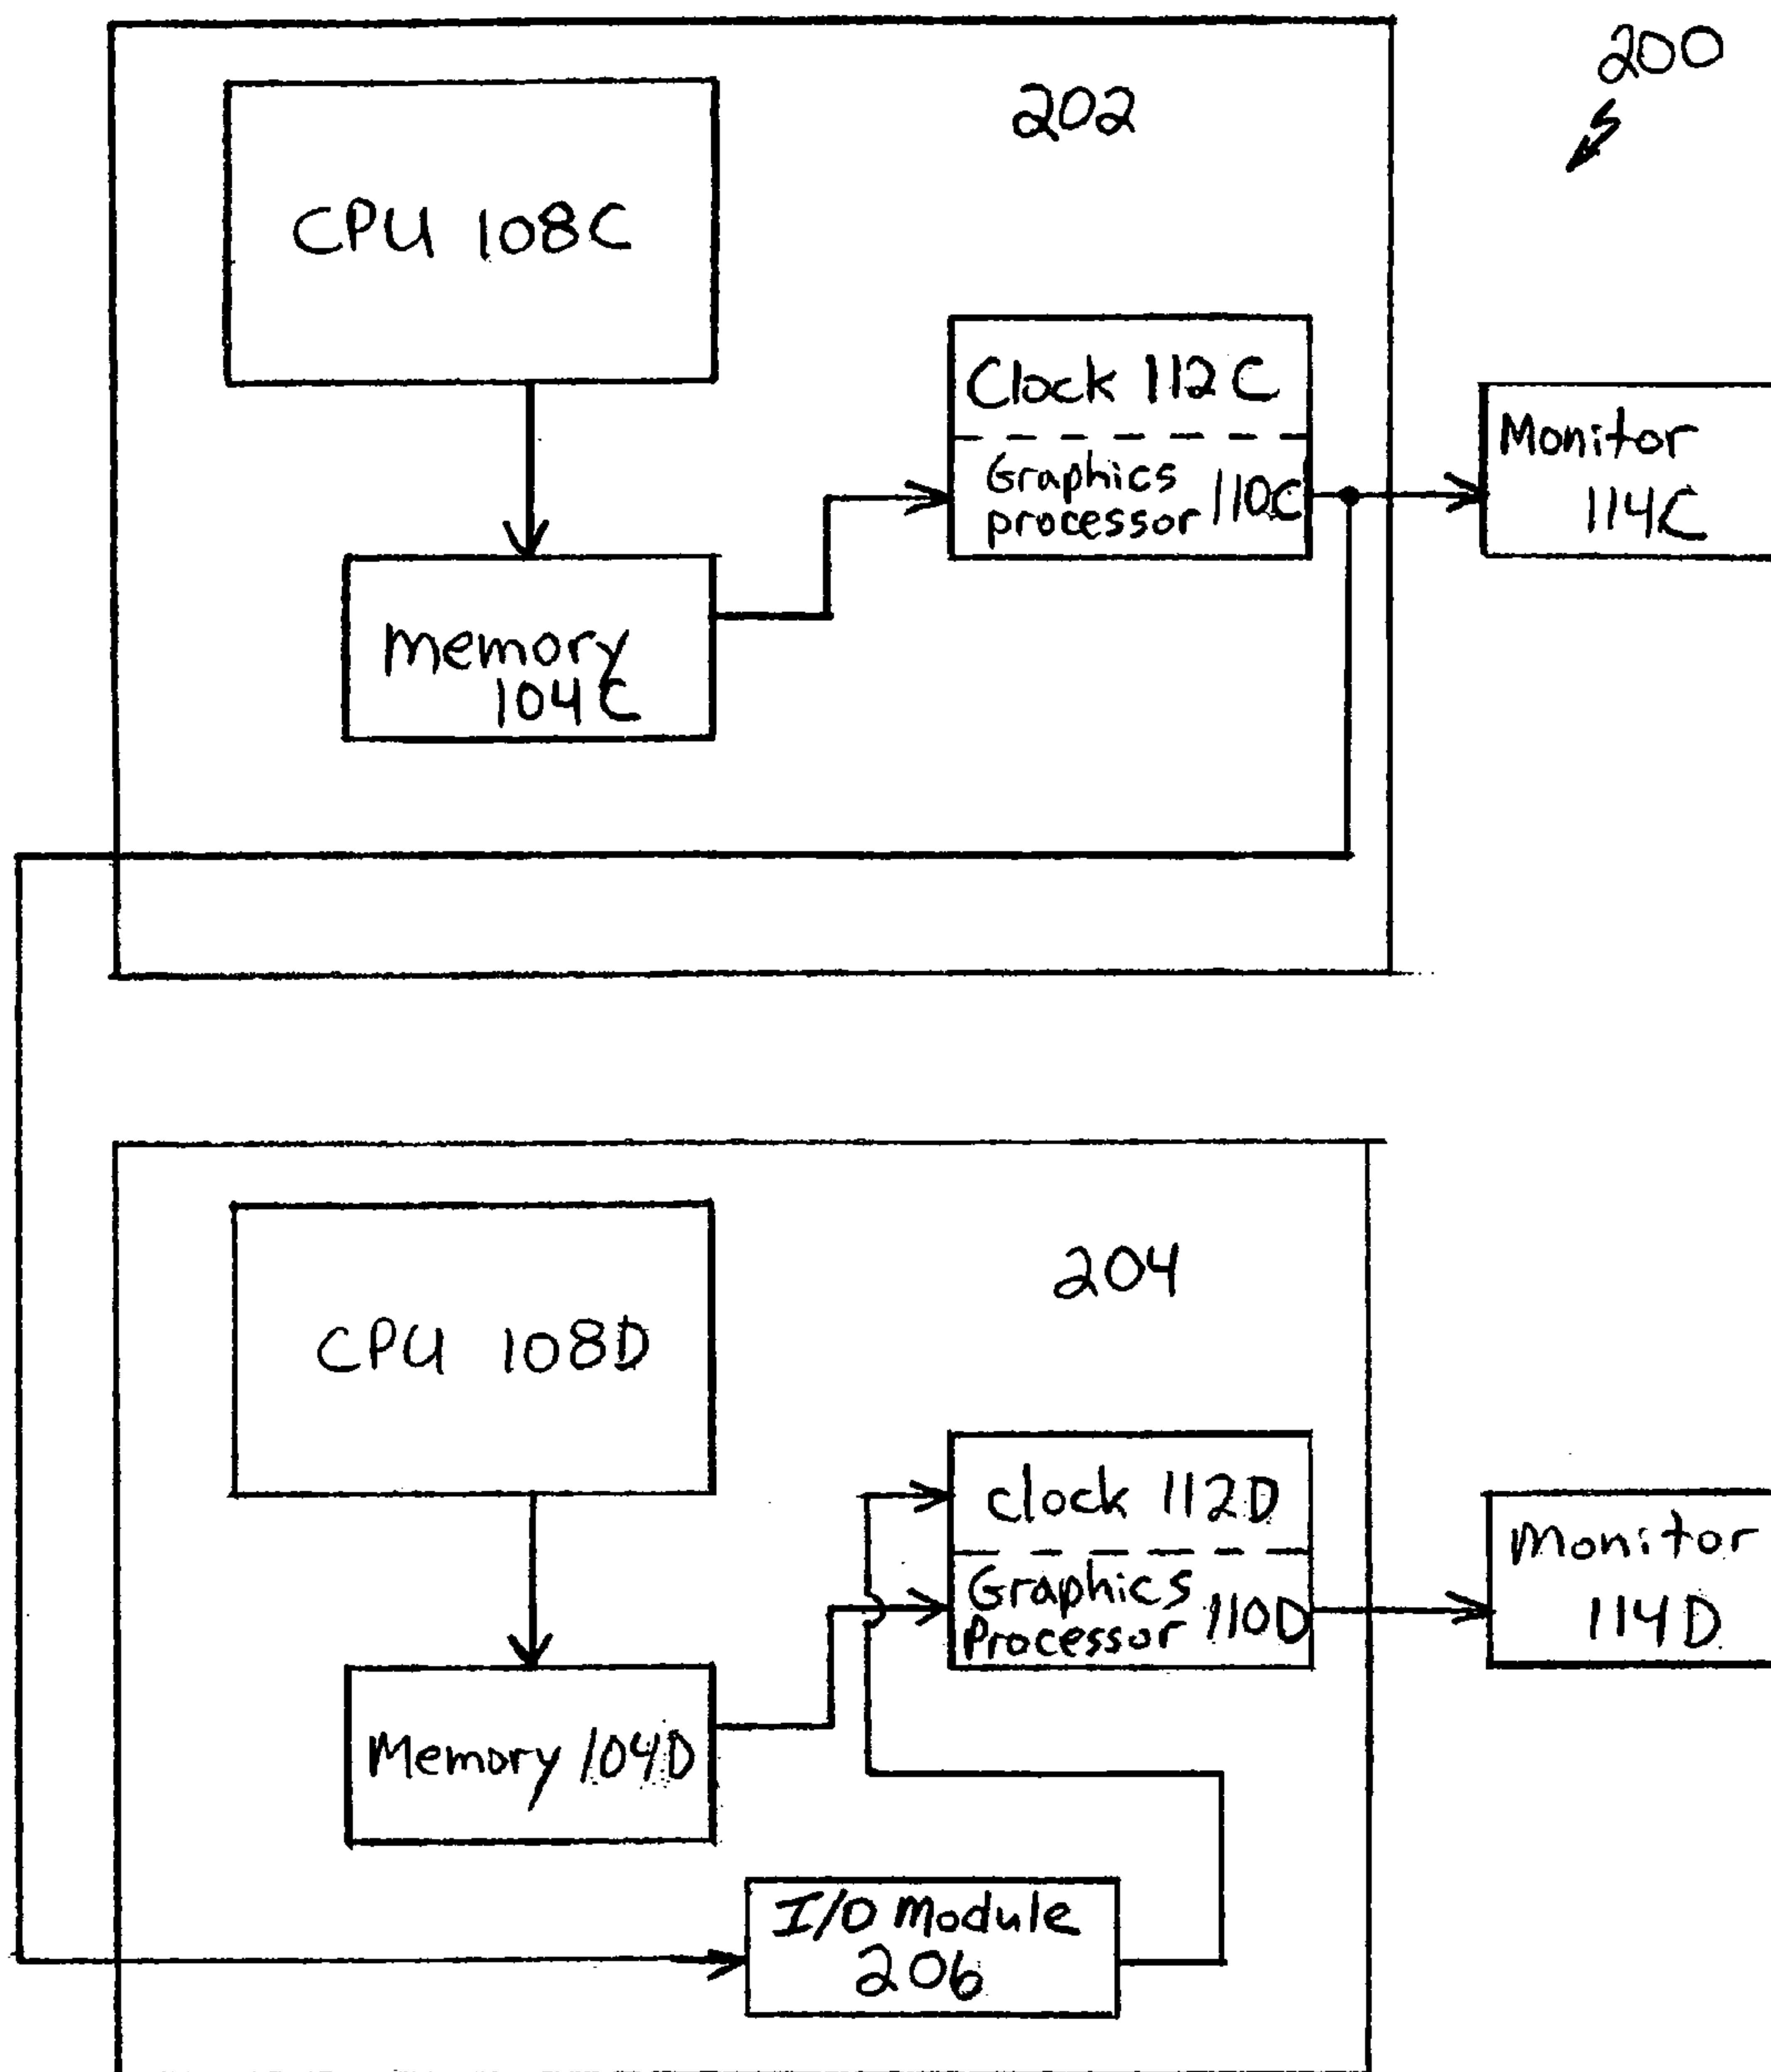 200
202
CPU 108C
Clock 112C
Graphics
processor 110C
Monitor
114C
Memory
104C
204
CPU 108D
Clock 112D
Graphics
Processor 110D
Monitor
114D
Memory 104D
I/O Module
206